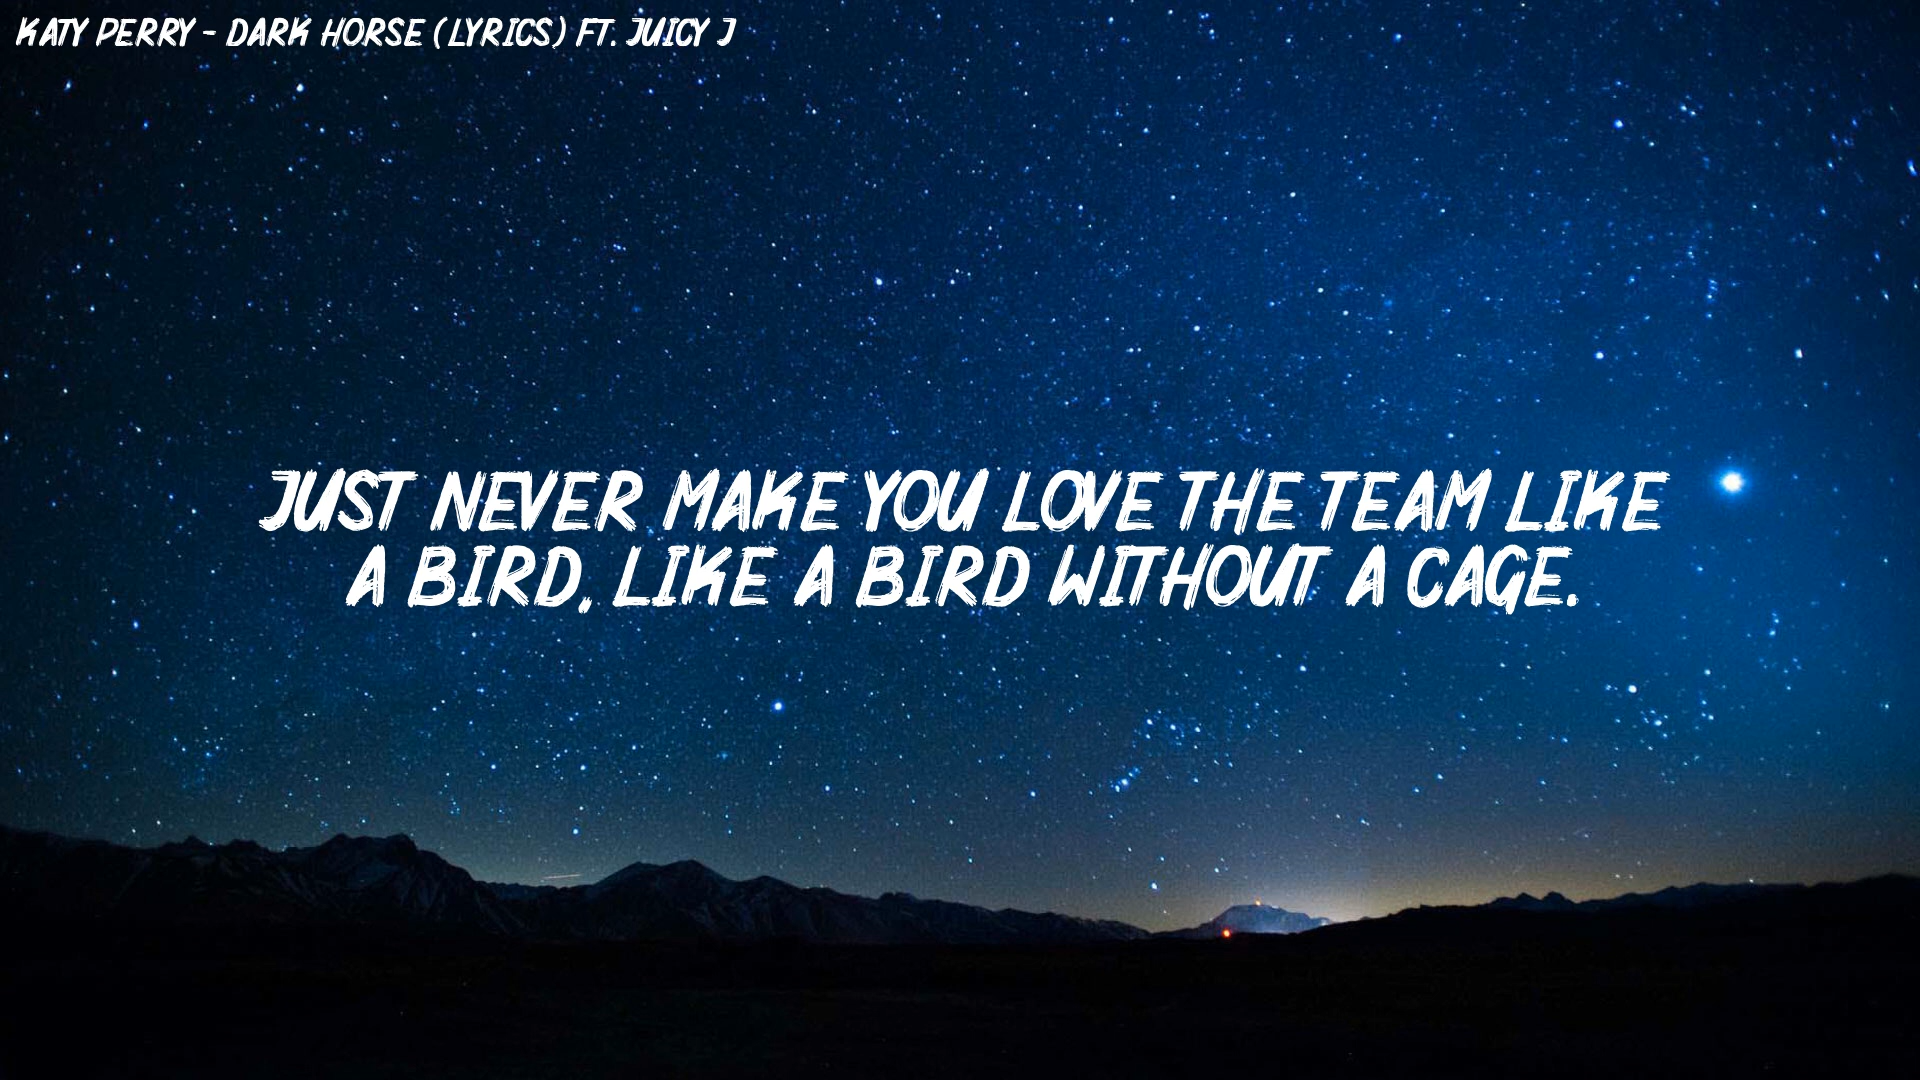 KATY PERRY - DARK HORSE (LYRICS) FT. JUICY J
JUST NEVER MAKE YOU LOVE THE TEAM LIKE
A BIRD, LIKE A BIRD WITHOUT A CAGE.